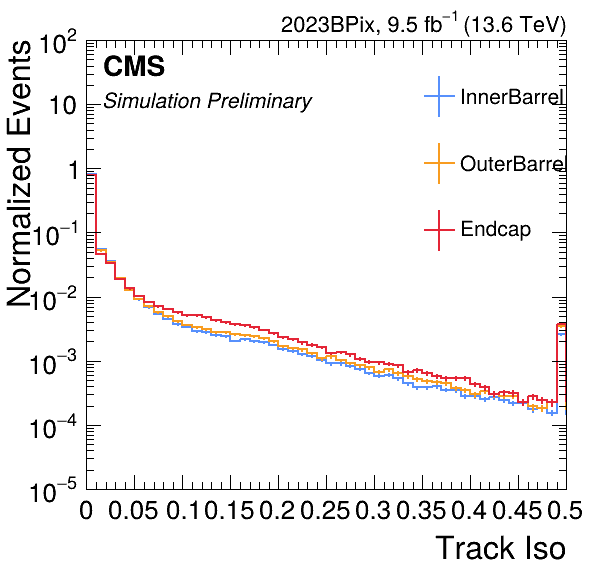 2023BPix, 9.5 fb⁻¹ (13.6 TeV)
CMS
Simulation Preliminary
InnerBarrel
OuterBarrel
Endcap
Normalized Events
10²
10
1
10⁻¹
10⁻²
10⁻³
10⁻⁴
10⁻⁵
0 0.05 0.1 0.15 0.2 0.25 0.3 0.35 0.4 0.45 0.5
Track Iso